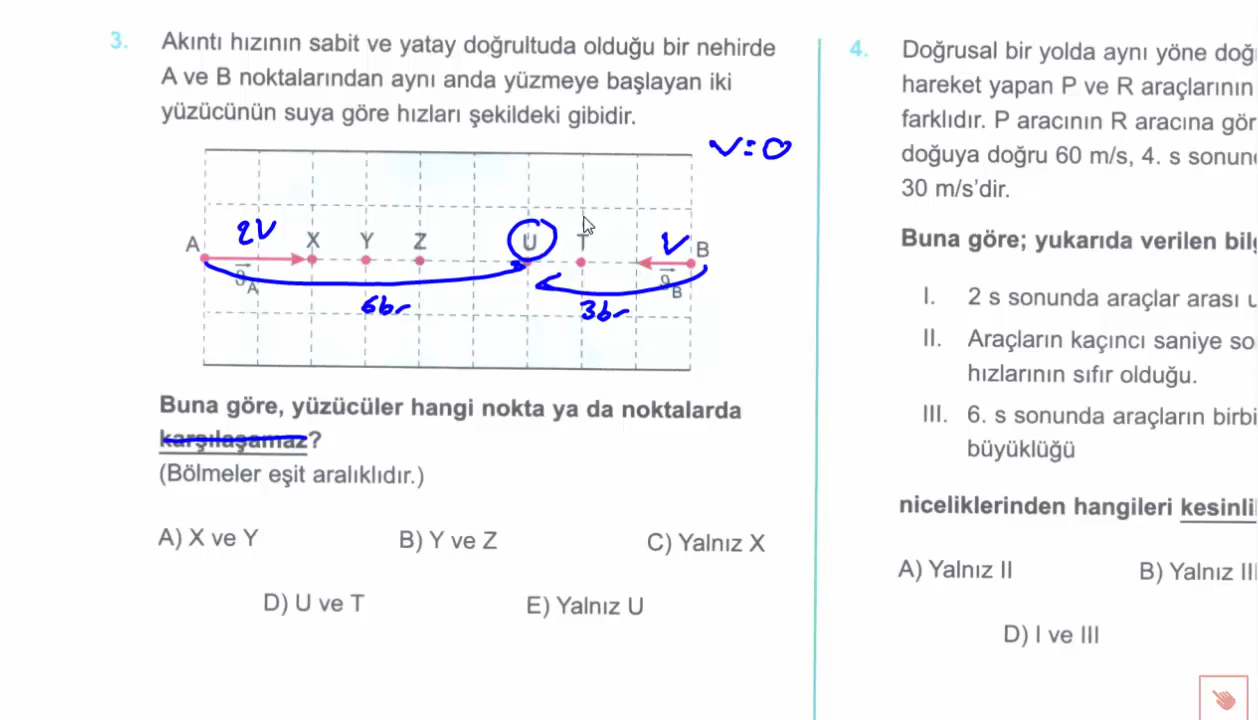 3. Akıntı hızının sabit ve yatay doğrultuda olduğu bir nehirde
A ve B noktalarından aynı anda yüzmeye başlayan iki
yüzücünün suya göre hızları şekildeki gibidir.
V=0
A 2V X Y Z U T V B
ϑA ϑB
6br 3br
Buna göre, yüzücüler hangi nokta ya da noktalarda
karşılaşamaz?
(Bölmeler eşit aralıklıdır.)
A) X ve Y B) Y ve Z C) Yalnız X
D) U ve T E) Yalnız U
4. Doğrusal bir yolda aynı yöne doğ
hareket yapan P ve R araçlarının
farklıdır. P aracının R aracına gör
doğuya doğru 60 m/s, 4. s sonun
30 m/s'dir.
Buna göre; yukarıda verilen bil
I. 2 s sonunda araçlar arası u
II. Araçların kaçıncı saniye so
hızlarının sıfır olduğu.
III. 6. s sonunda araçların birbi
büyüklüğü
niceliklerinden hangileri kesinli
A) Yalnız II B) Yalnız III
D) I ve III